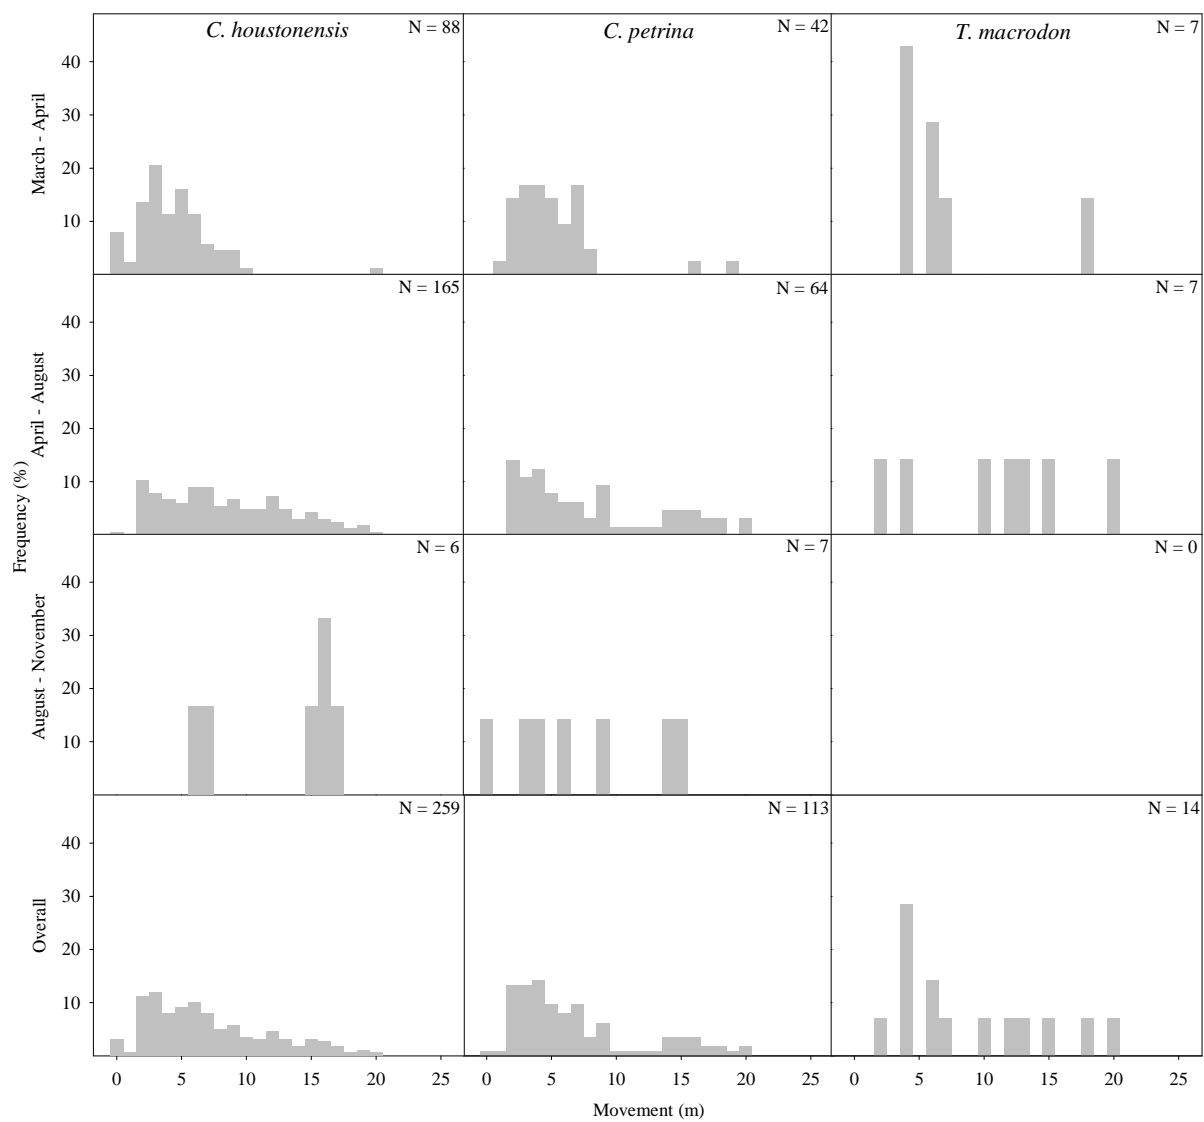 C. houstonensis N = 88 C. petrina N = 42 T. macrodon N = 7
40
30
20
10
March - April
N = 165 N = 64 N = 7
40
30
20
10
April - August
Frequency (%)
N = 6 N = 7 N = 0
40
30
20
10
August - November
N = 259 N = 113 N = 14
40
30
20
10
Overall
0 5 10 15 20 25 0 5 10 15 20 25 0 5 10 15 20 25
Movement (m)